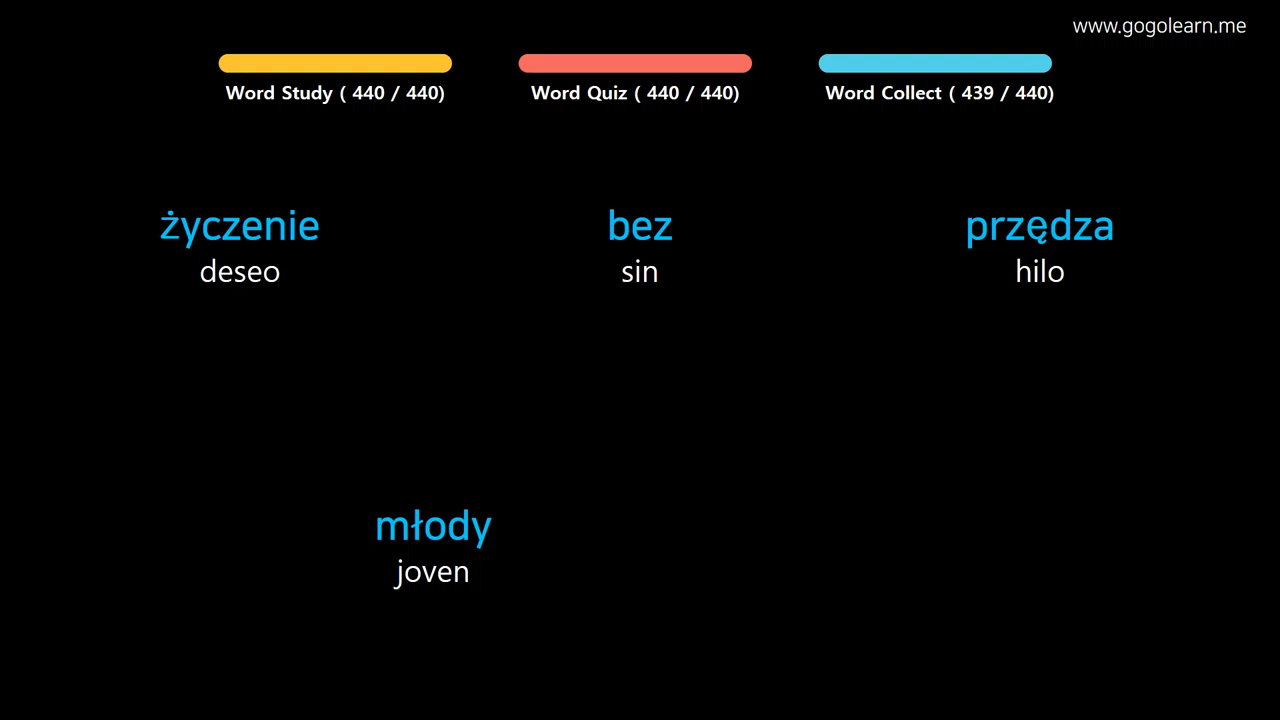 www.gogolearn.me
Word Study ( 440 / 440)
Word Quiz ( 440 / 440)
Word Collect ( 439 / 440)
życzenie
deseo
bez
sin
przędza
hilo
młody
joven